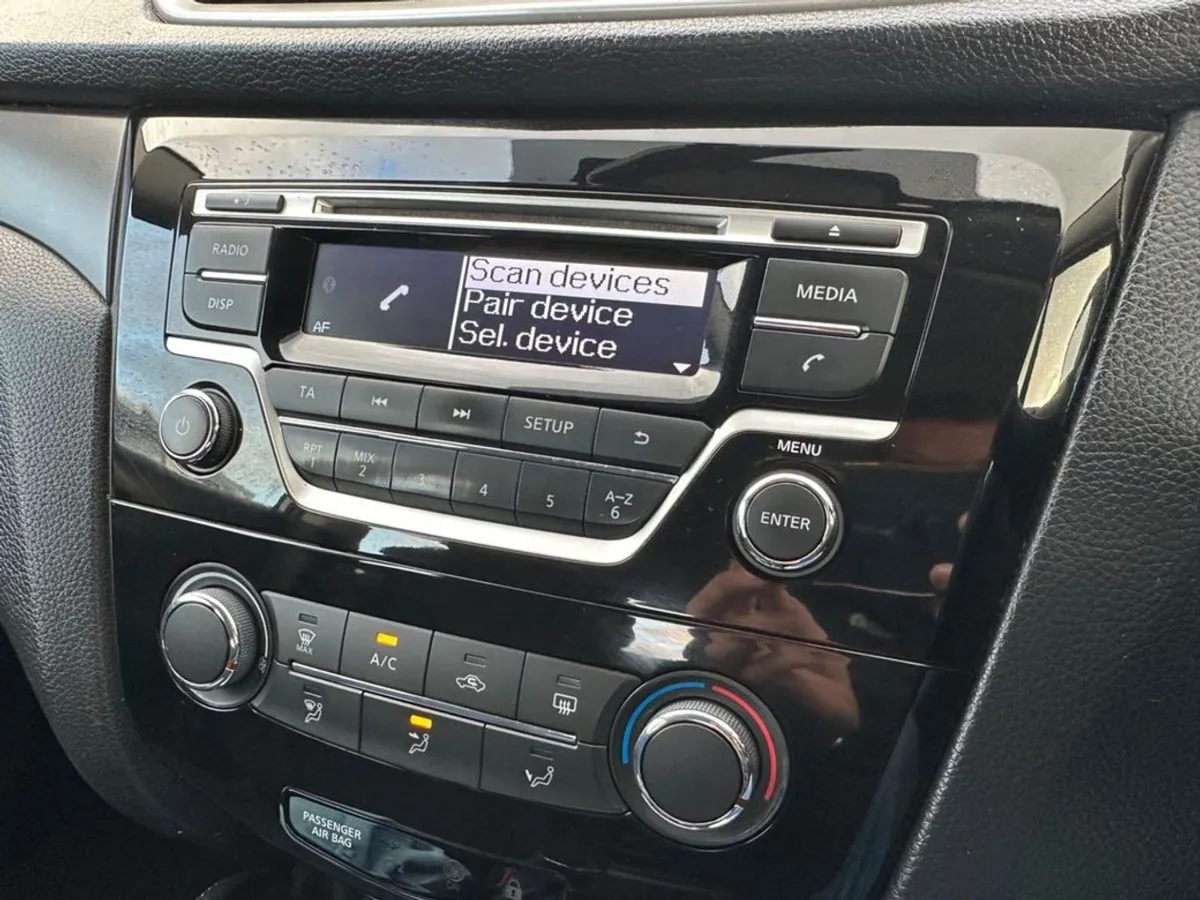 RADIO
DISP
AF
Scan devices
Pair device
Sel. device
MEDIA
TA
SETUP
RPT
1
MIX
2
3
4
5
A-Z
6
MENU
ENTER
MAX
A/C
PASSENGER
AIR BAG